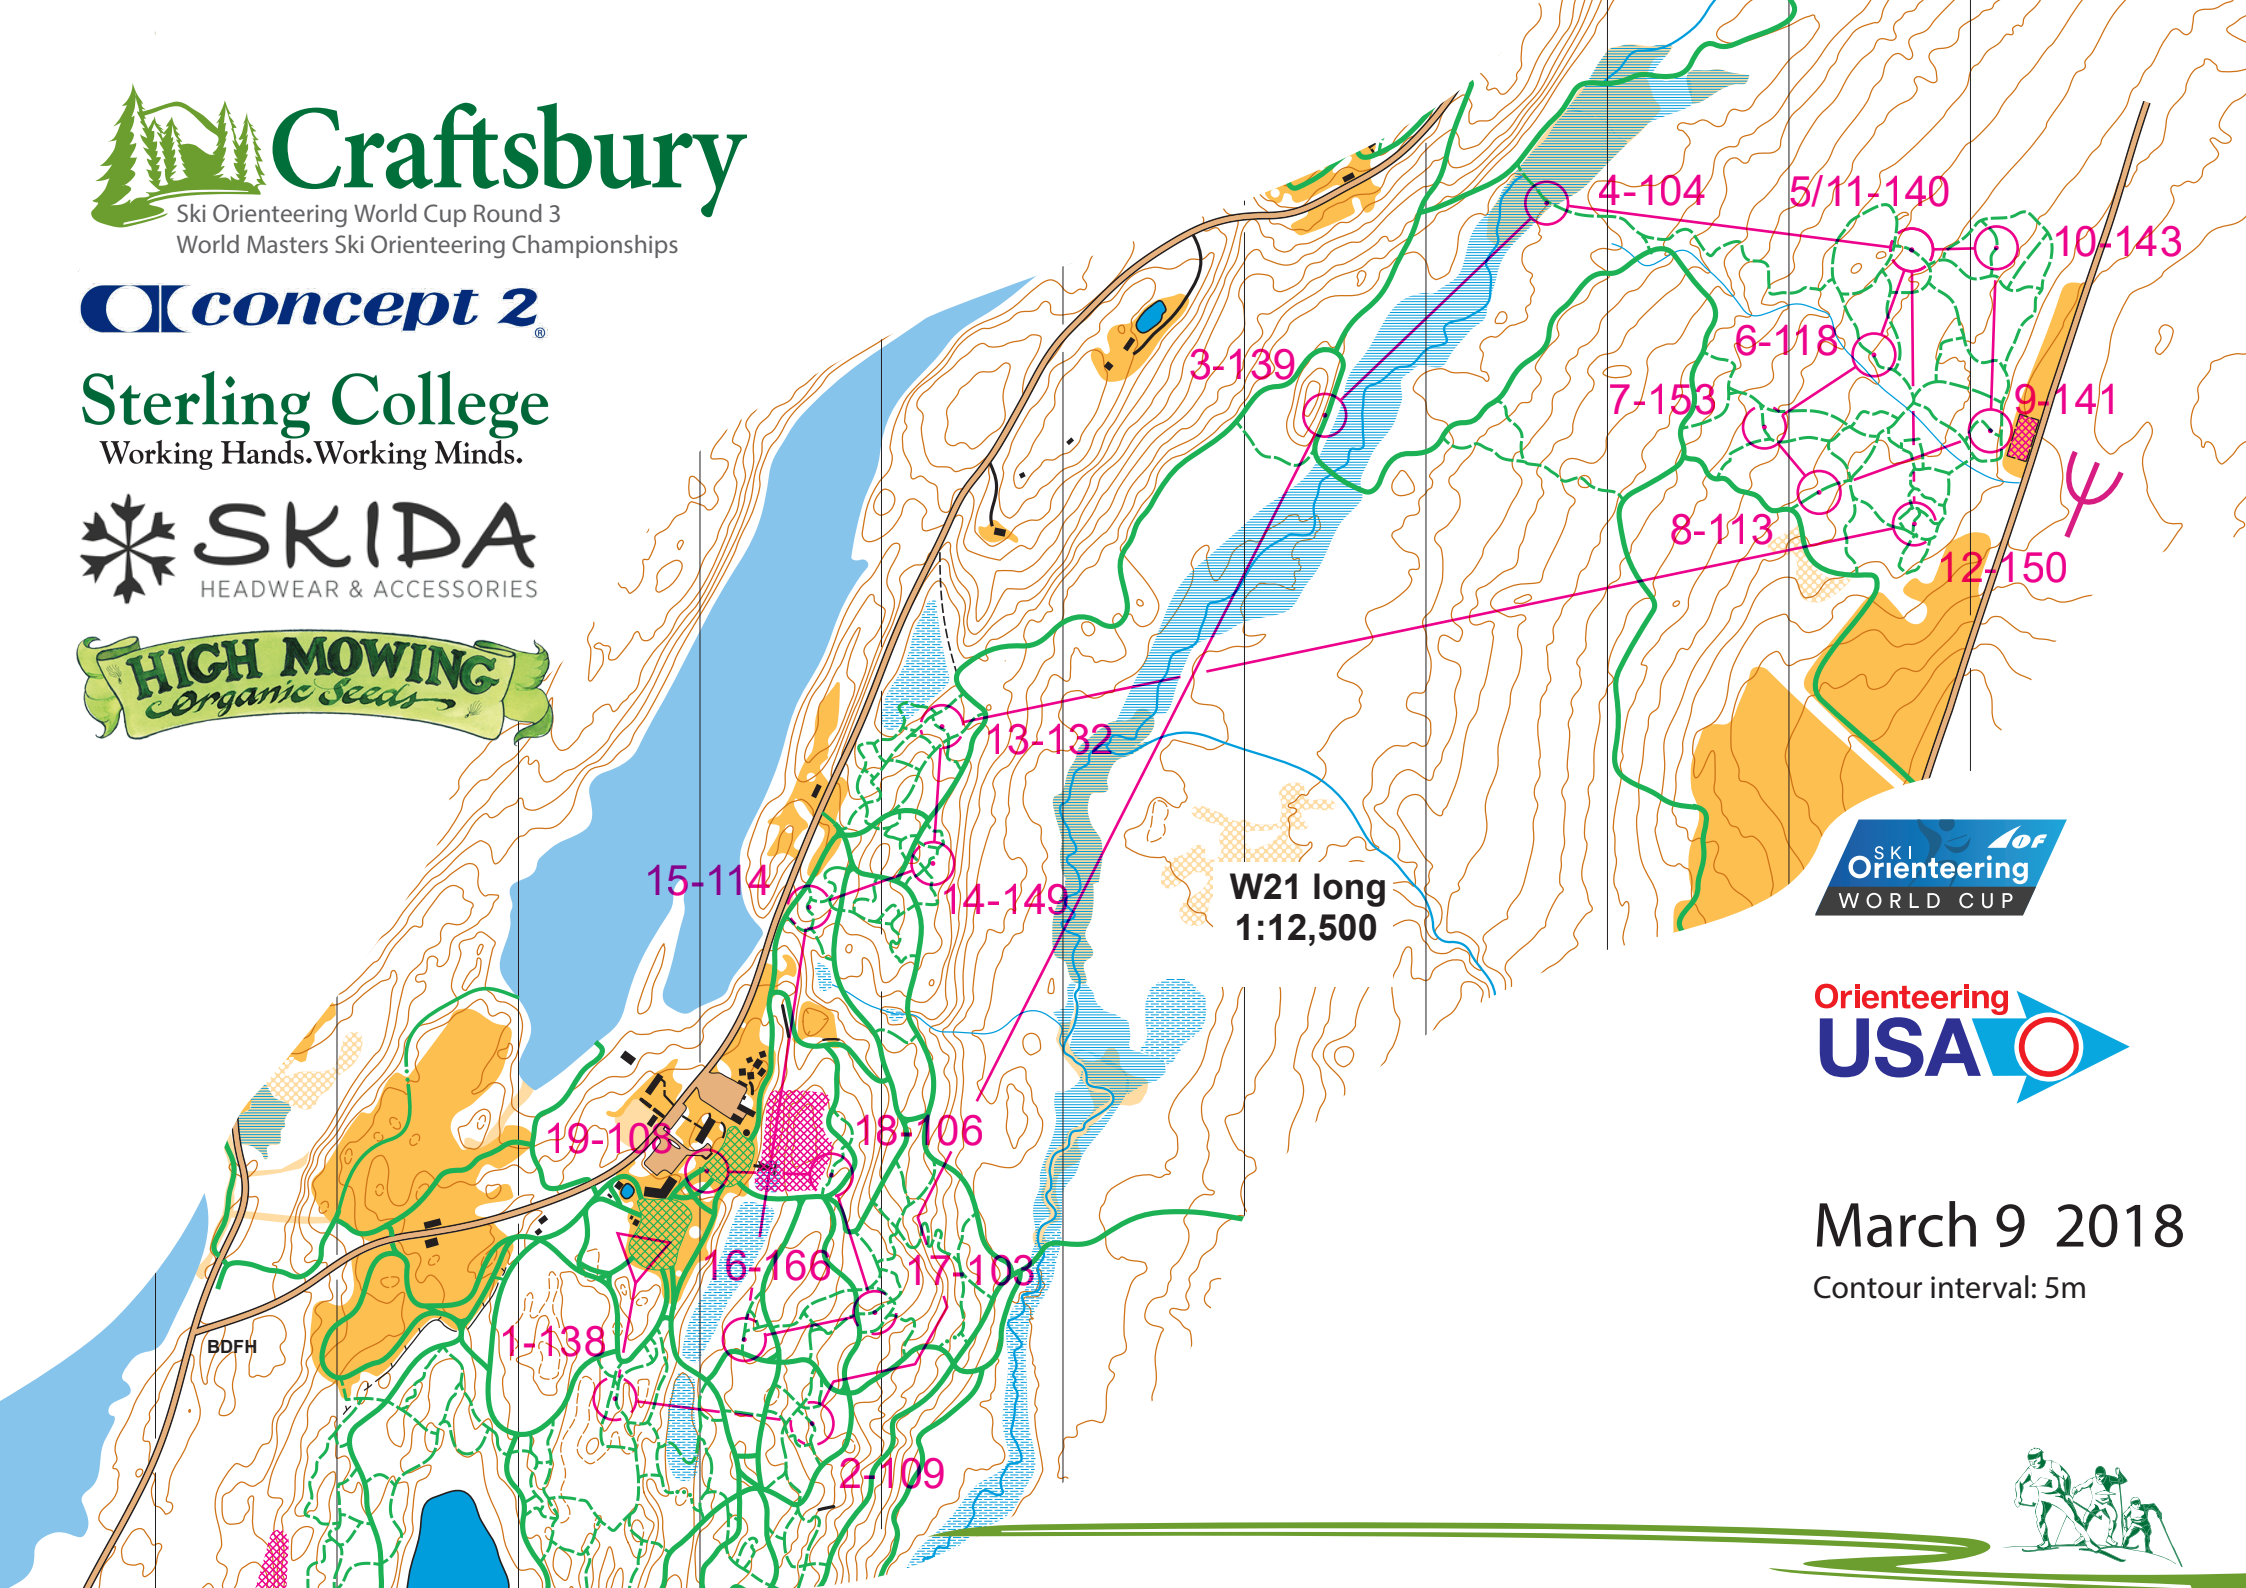 Craftsbury
Ski Orienteering World Cup Round 3
World Masters Ski Orienteering Championships
concept 2®
Sterling College
Working Hands. Working Minds.
SKIDA
HEADWEAR & ACCESSORIES
HIGH MOWING
Organic Seeds
4-104
5/11-140
10-143
3-139
6-118
7-153
9-141
8-113
12-150
13-132
15-114
14-149
W21 long
1:12,500
SKI
IOF
Orienteering
WORLD CUP
Orienteering
USA
19-108
18-106
16-166
17-103
March 9 2018
Contour interval: 5m
1-138
BDFH
2-109